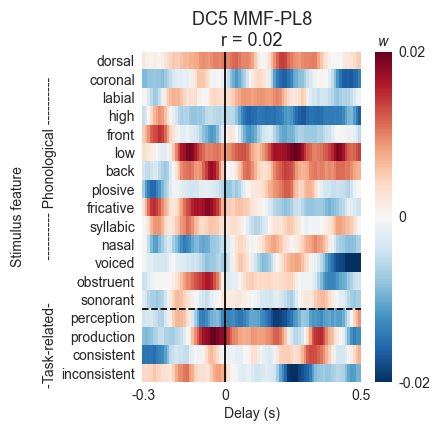 DC5 MMF-PL8
r = 0.02
w
dorsal
coronal
labial
high
front
low
back
plosive
fricative
syllabic
nasal
voiced
obstruent
sonorant
perception
production
consistent
inconsistent
Stimulus feature
---------- Phonological ----------
-Task-related-
0.02
0
-0.02
-0.3
0
0.5
Delay (s)